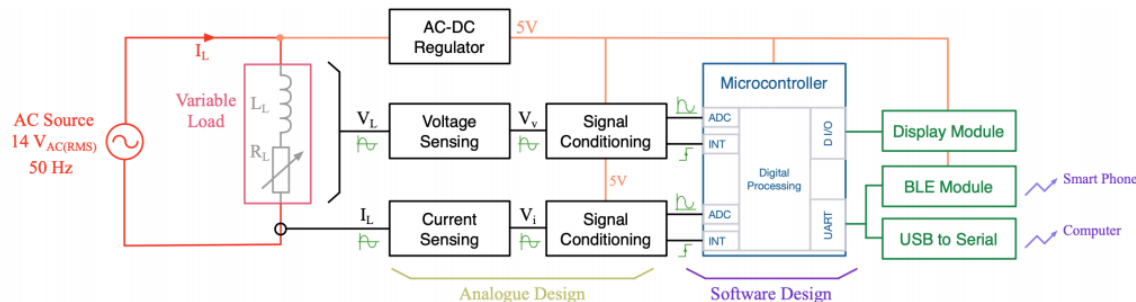 AC-DC
Regulator
5V
I_L
Variable
Load
L_L
R_L
AC Source
14 V_AC(RMS)
50 Hz
V_L
Voltage
Sensing
V_v
Signal
Conditioning
5V
I_L
Current
Sensing
V_i
Signal
Conditioning
Microcontroller
ADC
INT
Digital
Processing
ADC
INT
D I/O
UART
Display Module
BLE Module
USB to Serial
Smart Phone
Computer
Analogue Design
Software Design